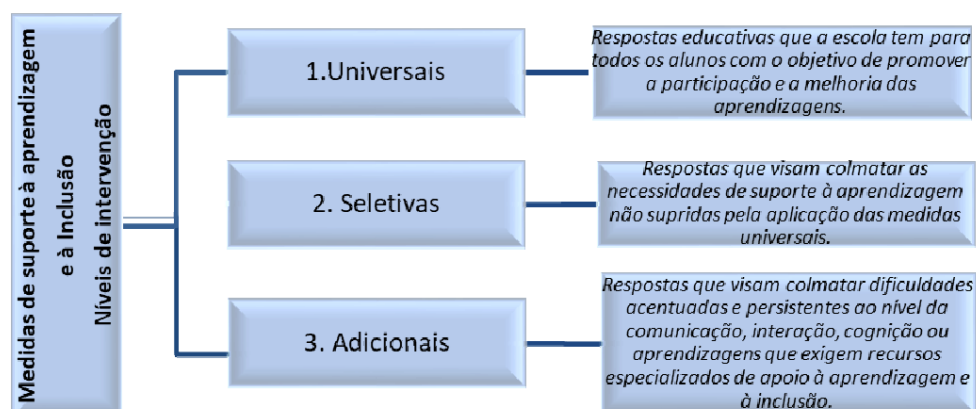 Medidas de suporte à aprendizagem
e à Inclusão
Níveis de intervenção
1.Universais
Respostas educativas que a escola tem para
todos os alunos com o objetivo de promover
a participação e a melhoria das
aprendizagens.
2. Seletivas
Respostas que visam colmatar as
necessidades de suporte à aprendizagem
não supridas pela aplicação das medidas
universais.
3. Adicionais
Respostas que visam colmatar dificuldades
acentuadas e persistentes ao nível da
comunicação, interação, cognição ou
aprendizagens que exigem recursos
especializados de apoio à aprendizagem e
à inclusão.